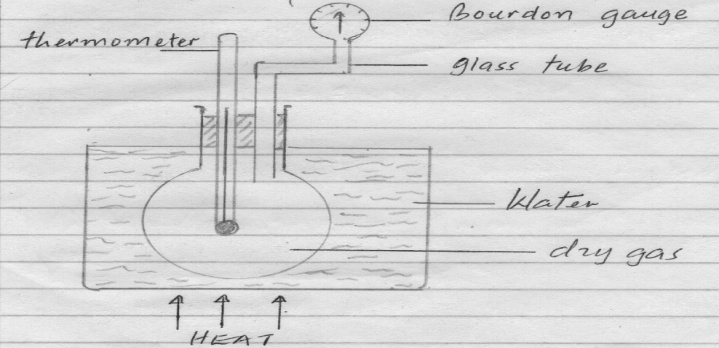 Bourdon gauge
thermometer
glass tube
Water
dry gas
HEAT